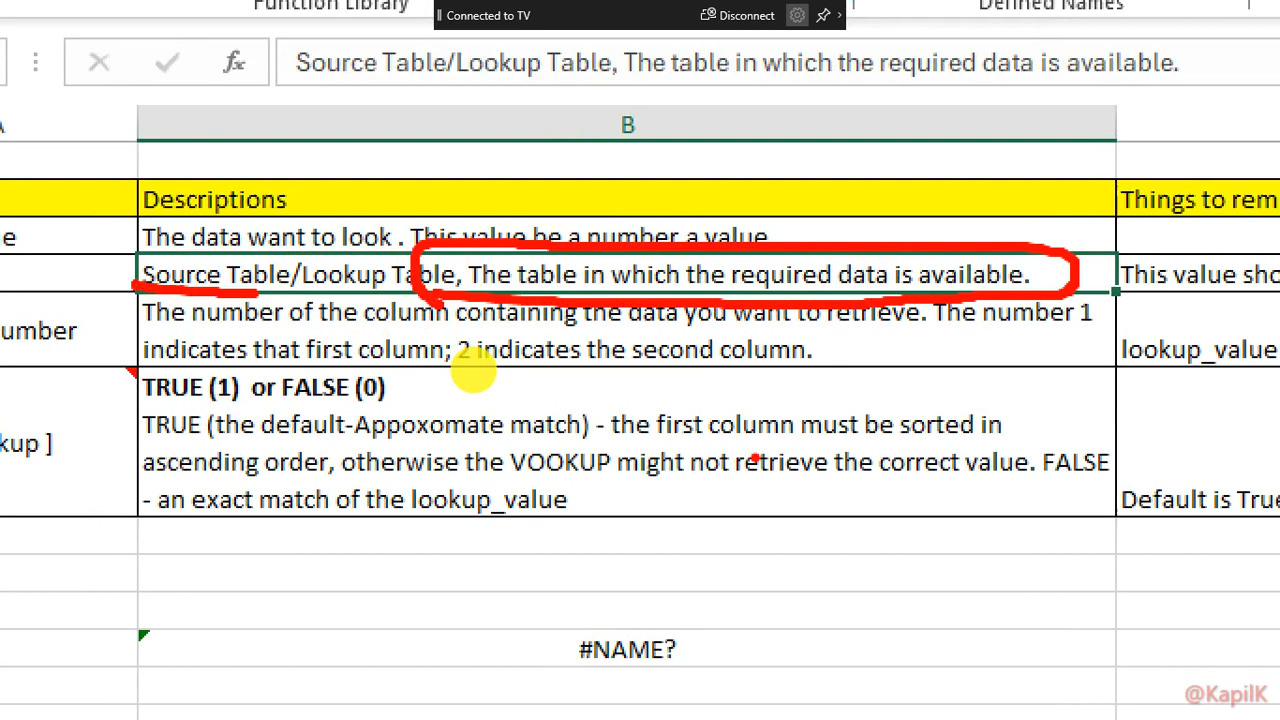 Function Library
Defined Names
Connected to TV
Disconnect
fx
Source Table/Lookup Table, The table in which the required data is available.
A
B
Descriptions
Things to rem
e
The data want to look . This value be a number a value
Source Table/Lookup Table, The table in which the required data is available.
This value sho
umber
The number of the column containing the data you want to retrieve. The number 1
indicates that first column; 2 indicates the second column.
lookup_value
TRUE (1)  or FALSE (0)
kup ]
TRUE (the default-Appoxomate match) - the first column must be sorted in
ascending order, otherwise the VOOKUP might not retrieve the correct value. FALSE
- an exact match of the lookup_value
Default is True
#NAME?
@KapilK